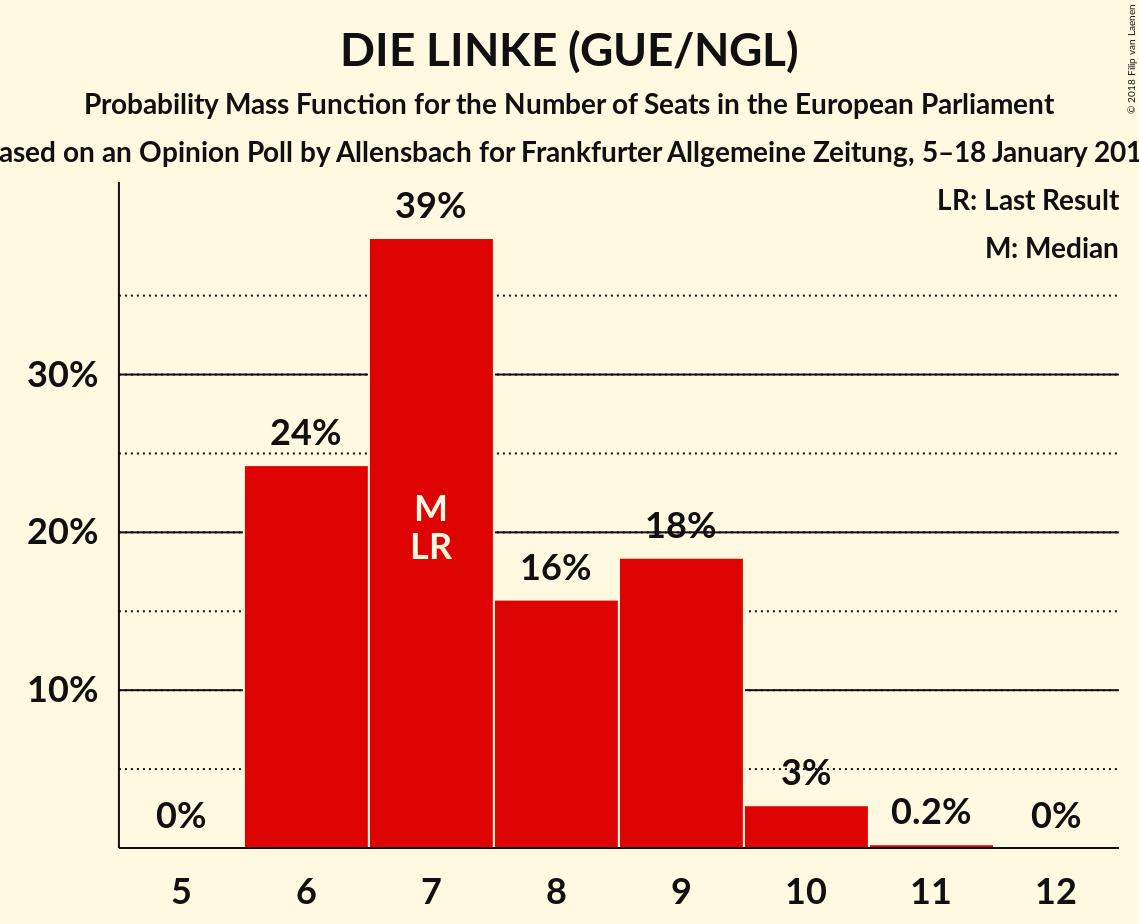 DIE LINKE (GUE/NGL)
Probability Mass Function for the Number of Seats in the European Parliament
ased on an Opinion Poll by Allensbach for Frankfurter Allgemeine Zeitung, 5–18 January 201
© 2018 Filip van Laenen
LR: Last Result
M: Median
39%
30%
24%
M
20%
18%
LR
16%
10%
3%
0%
0.2%
0%
5 6 7 8 9 10 11 12